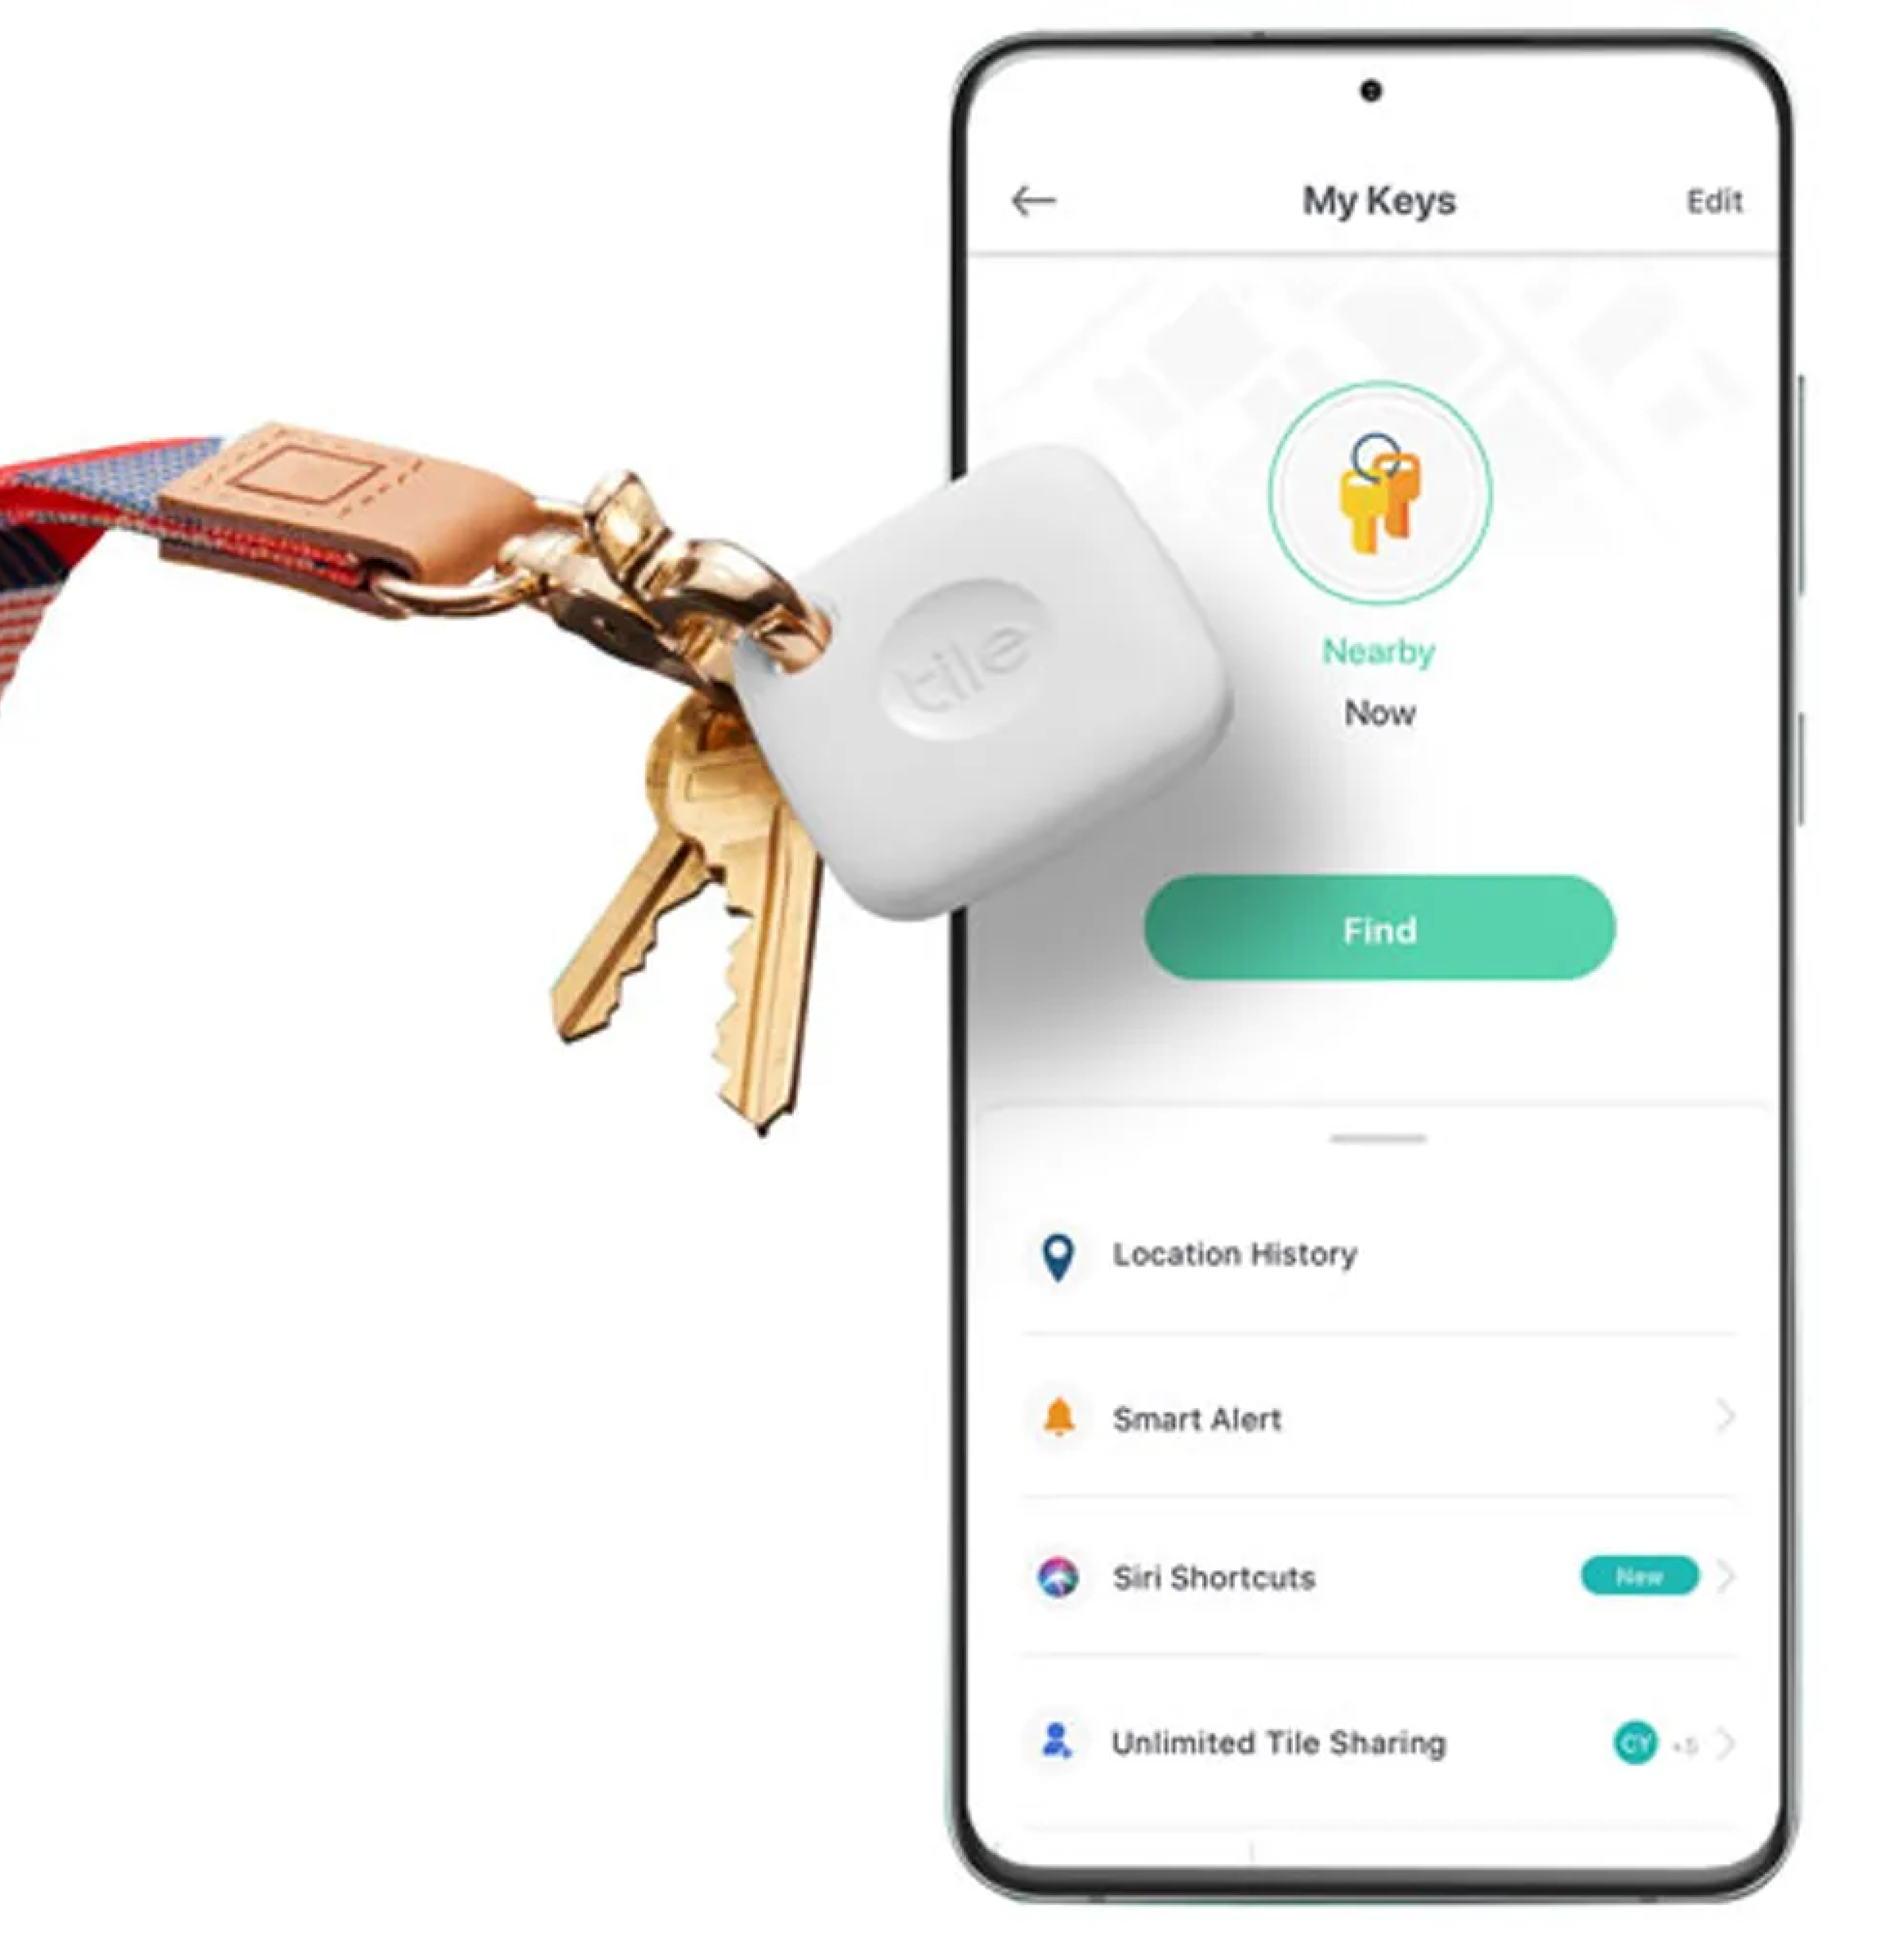 My Keys
Edit
tile
Nearby
Now
Find
Location History
Smart Alert
Siri Shortcuts
New
Unlimited Tile Sharing
CY
+5